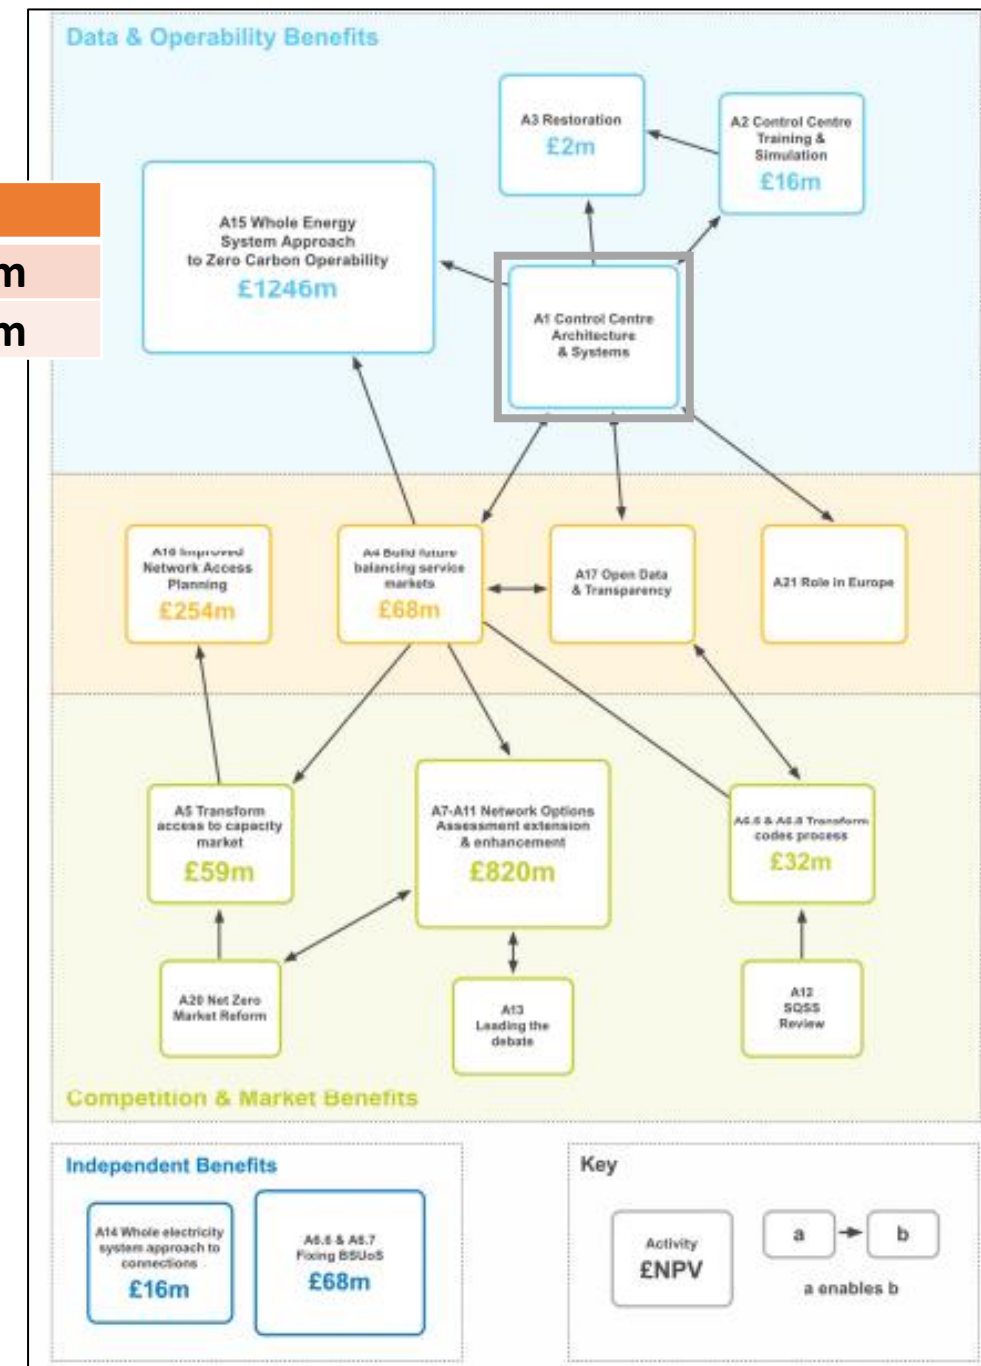 Data & Operability Benefits
A3 Restoration
£2m
A2 Control Centre
Training &
Simulation
£16m
A15 Whole Energy
System Approach
to Zero Carbon Operability
£1246m
m
m
A1 Control Centre
Architecture
& Systems
A16 Improved
Network Access
Planning
£254m
A4 Build future
balancing service
markets
£68m
A17 Open Data
& Transparency
A21 Role in Europe
A5 Transform
access to capacity
market
£59m
A7-A11 Network Options
Assessment extension
& enhancement
£820m
codes process
£32m
A20 Net Zero
Market Reform
A13
Leading the
debate
A12
SQSS
Review
Competition & Market Benefits
Independent Benefits
A14 Whole electricity
system approach to
connections
£16m
A6.6 & A6.7
Fixing BSUoS
£68m
Key
Activity
£NPV
a
b
a enables b